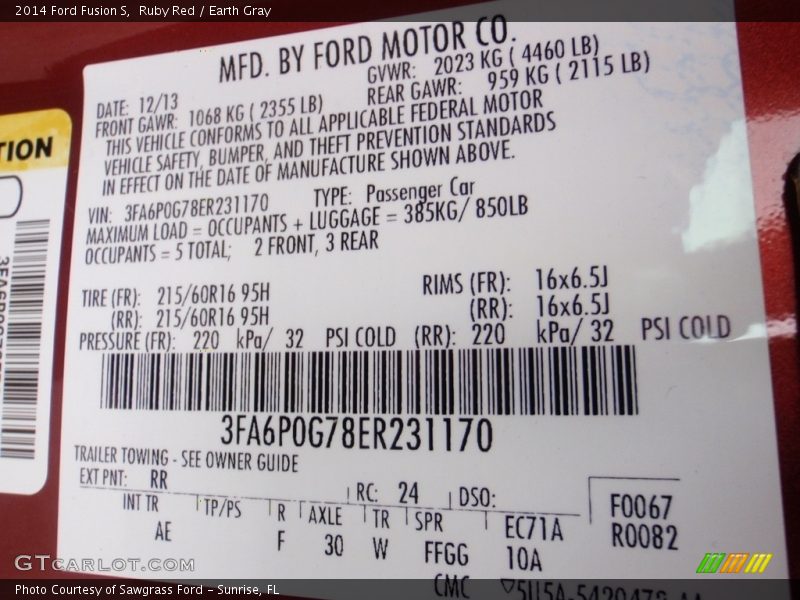 2014 Ford Fusion S,  Ruby Red / Earth Gray
MFD. BY FORD MOTOR CO.
DATE: 12/13 GVWR: 2023 KG ( 4460 LB)
FRONT GAWR: 1068 KG ( 2355 LB) REAR GAWR: 959 KG ( 2115 LB)
THIS VEHICLE CONFORMS TO ALL APPLICABLE FEDERAL MOTOR
VEHICLE SAFETY, BUMPER, AND THEFT PREVENTION STANDARDS
IN EFFECT ON THE DATE OF MANUFACTURE SHOWN ABOVE.
VIN: 3FA6P0G78ER231170 TYPE: Passenger Car
MAXIMUM LOAD = OCCUPANTS + LUGGAGE = 385KG/ 850LB
OCCUPANTS = 5 TOTAL; 2 FRONT, 3 REAR
TIRE (FR): 215/60R16 95H RIMS (FR): 16x6.5J
(RR): 215/60R16 95H (RR): 16x6.5J
PRESSURE (FR): 220 kPa/ 32 PSI COLD (RR): 220 kPa/ 32 PSI COLD
3FA6P0G78ER231170
TRAILER TOWING - SEE OWNER GUIDE
EXT PNT: RR RC: 24 DSO: F0067
INT TR TP/PS R AXLE TR SPR EC71A R0082
AE F 30 W FFGG 10A
CMC
GTCARCOT.COM
Photo Courtesy of Sawgrass Ford - Sunrise, FL